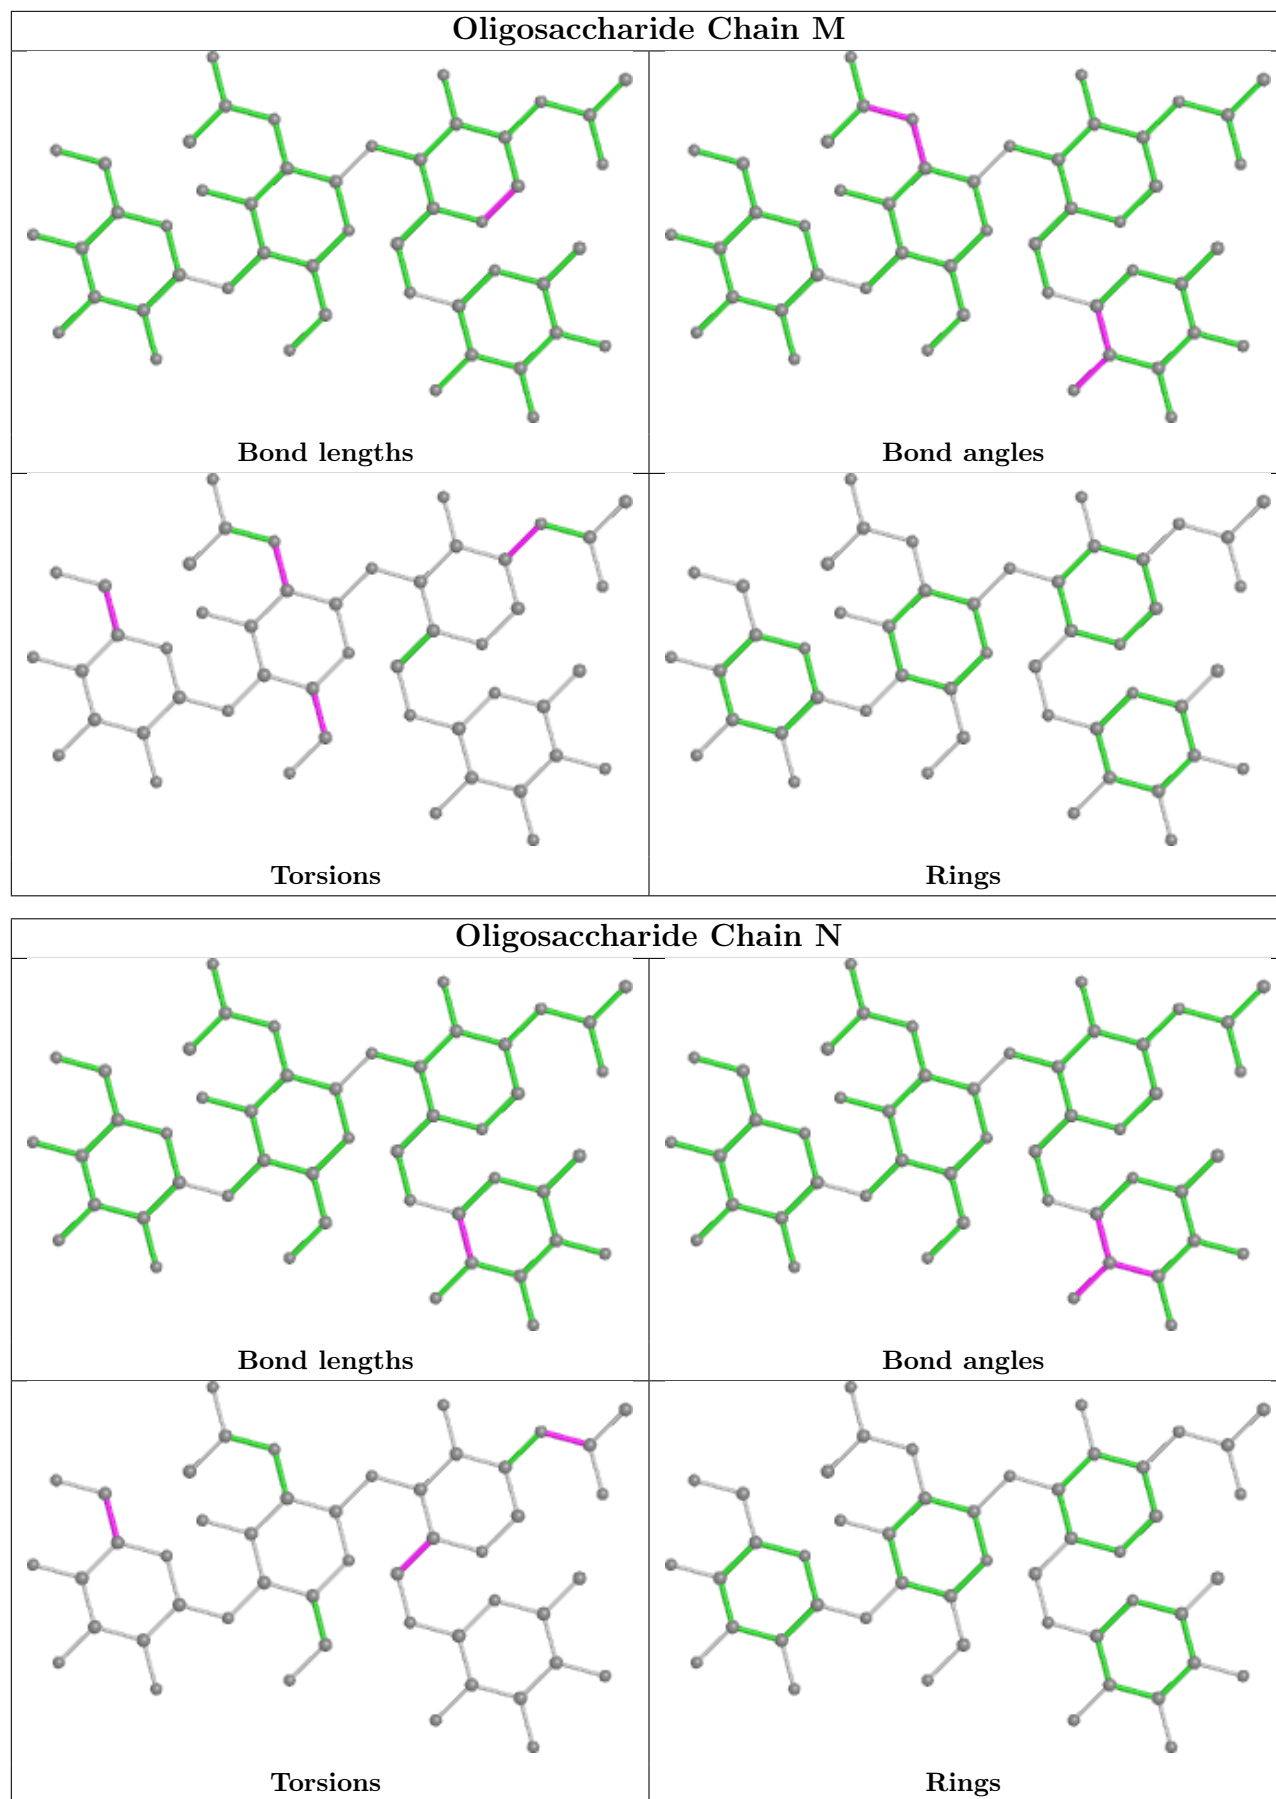 Oligosaccharide Chain M
Bond lengths
Bond angles
Torsions
Rings
Oligosaccharide Chain N
Bond lengths
Bond angles
Torsions
Rings